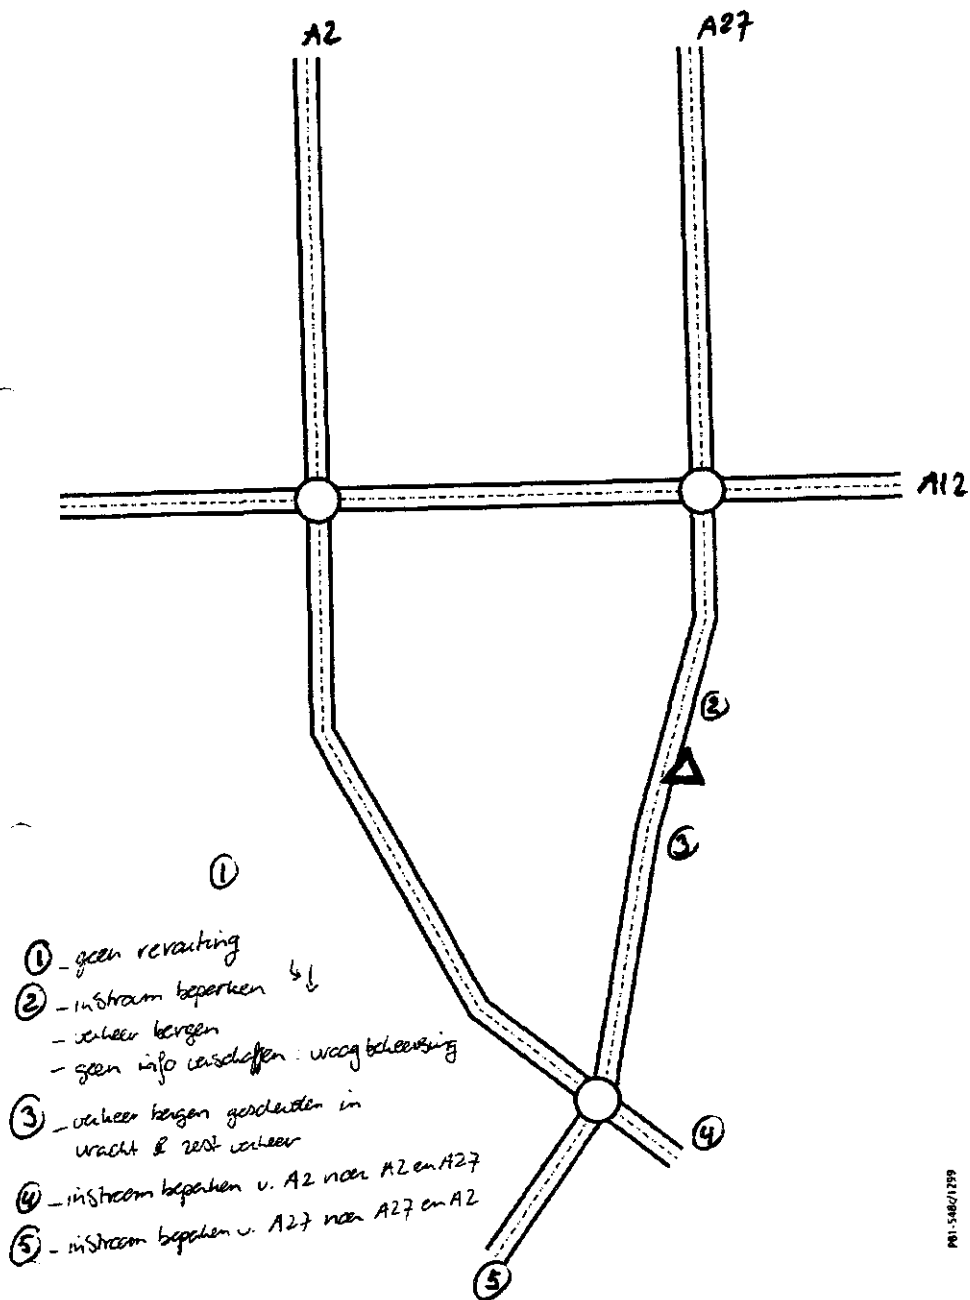 A2
A27
A12
②
③
①
① - geen rerouting
② - instroom beperken ↳ ↓
- verkeer bergen
- geen info verschaffen : vraagbeheersing
③ - verkeer bergen gescheiden in
vracht & rest verkeer
④
④ - instroom beperken v. A2 naar A2 en A27
⑤ - instroom beperken v. A27 naar A27 en A2
⑤
PB1-5486/1299